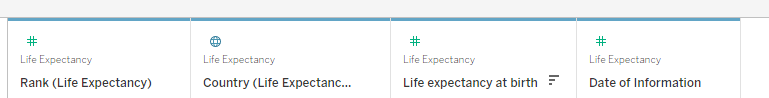 # # #
Life Expectancy Life Expectancy Life Expectancy Life Expectancy
Rank (Life Expectancy) Country (Life Expectanc... Life expectancy at birth Date of Information